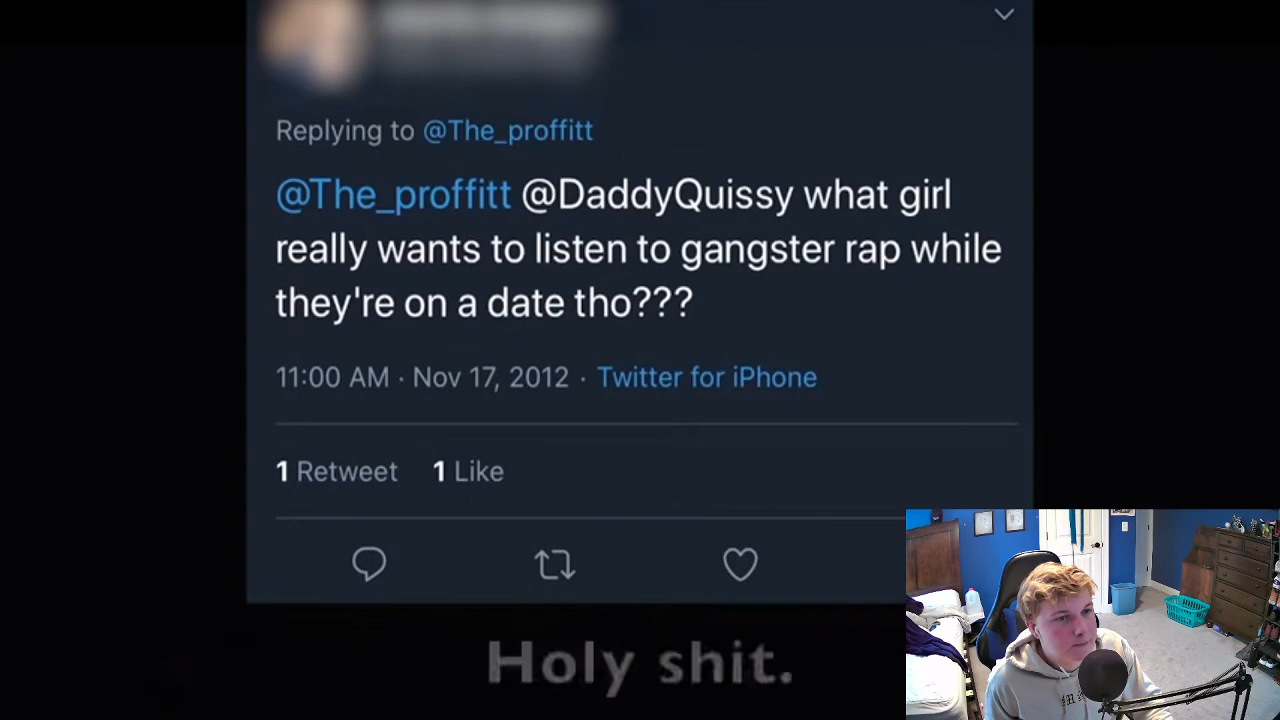 Replying to @The_proffitt
@The_proffitt @DaddyQuissy what girl
really wants to listen to gangster rap while
they're on a date tho???
11:00 AM · Nov 17, 2012 · Twitter for iPhone
1 Retweet 1 Like
Holy shit.